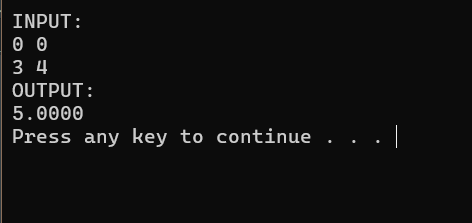 INPUT:
0 0
3 4
OUTPUT:
5.0000
Press any key to continue . . .